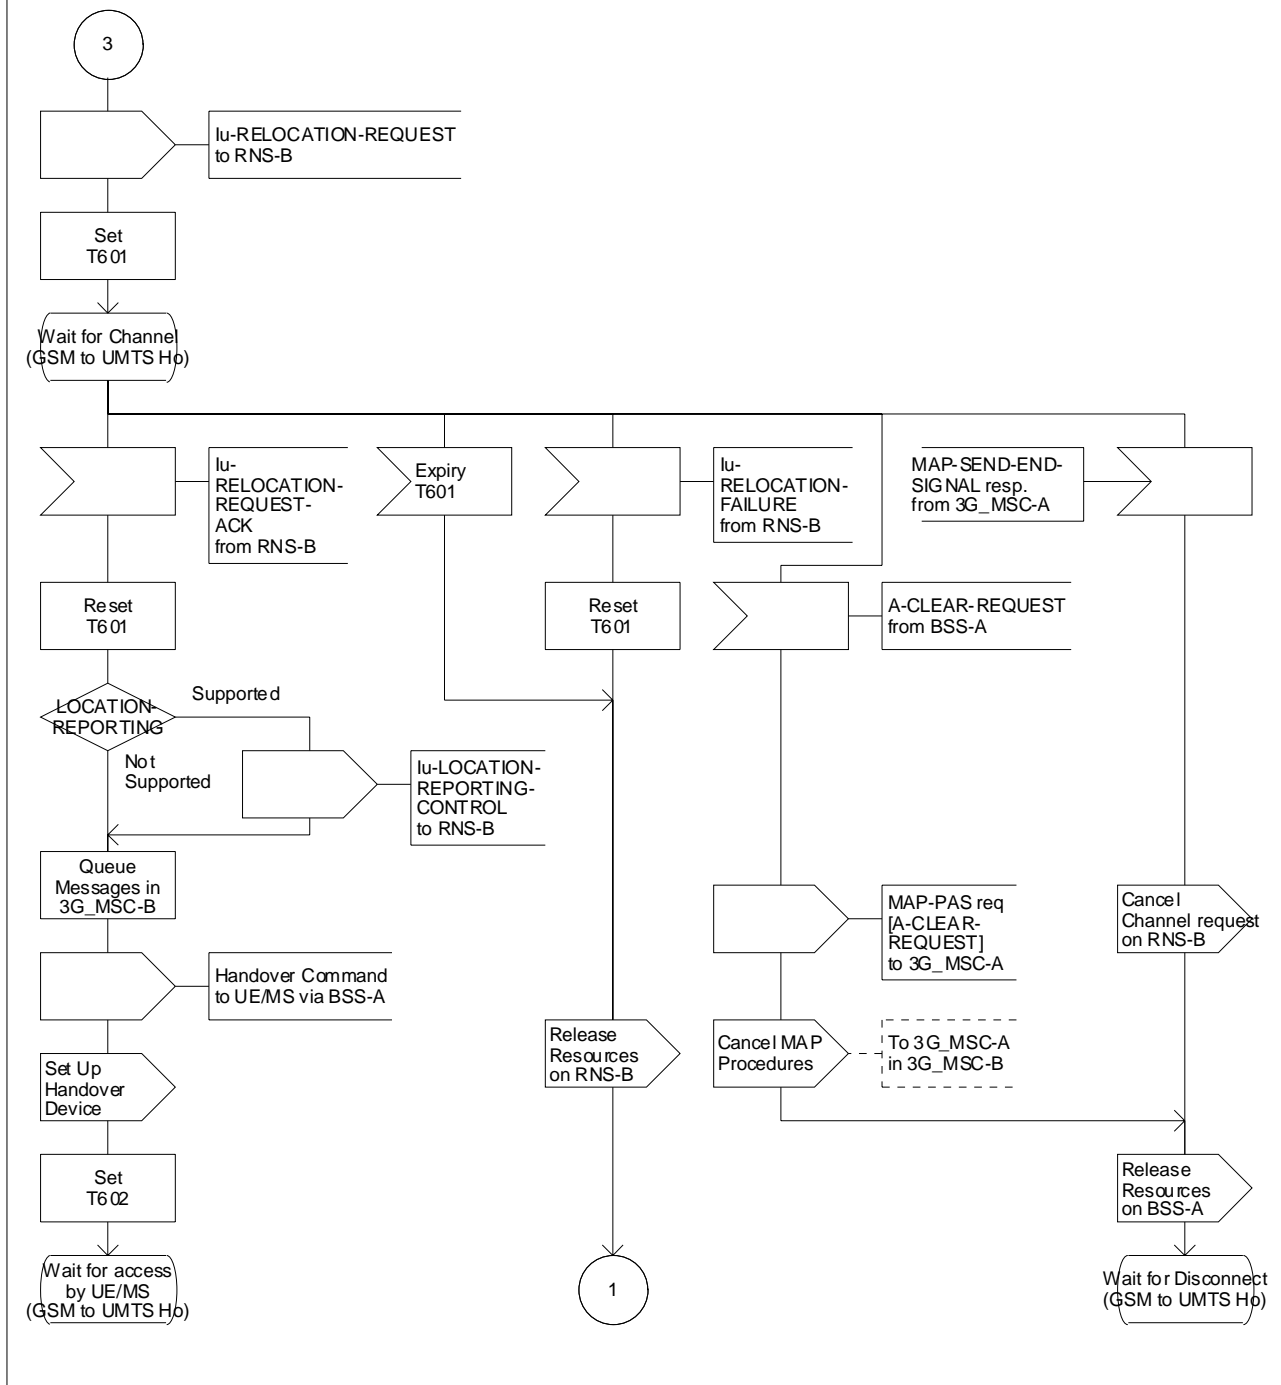 3
Iu-RELOCATION-REQUEST
to RNS-B
Set
T601
Wait for Channel
(GSM to UMTS Ho)
Iu-
RELOCATION-
REQUEST-
ACK
from RNS-B
Expiry
T601
Iu-
RELOCATION-
FAILURE
from RNS-B
MAP-SEND-END-
SIGNAL resp.
from 3G_MSC-A
Reset
T601
Reset
T601
A-CLEAR-REQUEST
from BSS-A
LOCATION-
REPORTING
Supported
Not
Supported
Iu-LOCATION-
REPORTING-
CONTROL
to RNS-B
Queue
Messages in
3G_MSC-B
MAP-PAS req
[A-CLEAR-
REQUEST]
to 3G_MSC-A
Cancel
Channel request
on RNS-B
Handover Command
to UE/MS via BSS-A
Release
Resources
on RNS-B
Cancel MAP
Procedures
To 3G_MSC-A
in 3G_MSC-B
Set Up
Handover
Device
Set
T602
Release
Resources
on BSS-A
Wait for access
by UE/MS
(GSM to UMTS Ho)
1
Wait for Disconnect
(GSM to UMTS Ho)